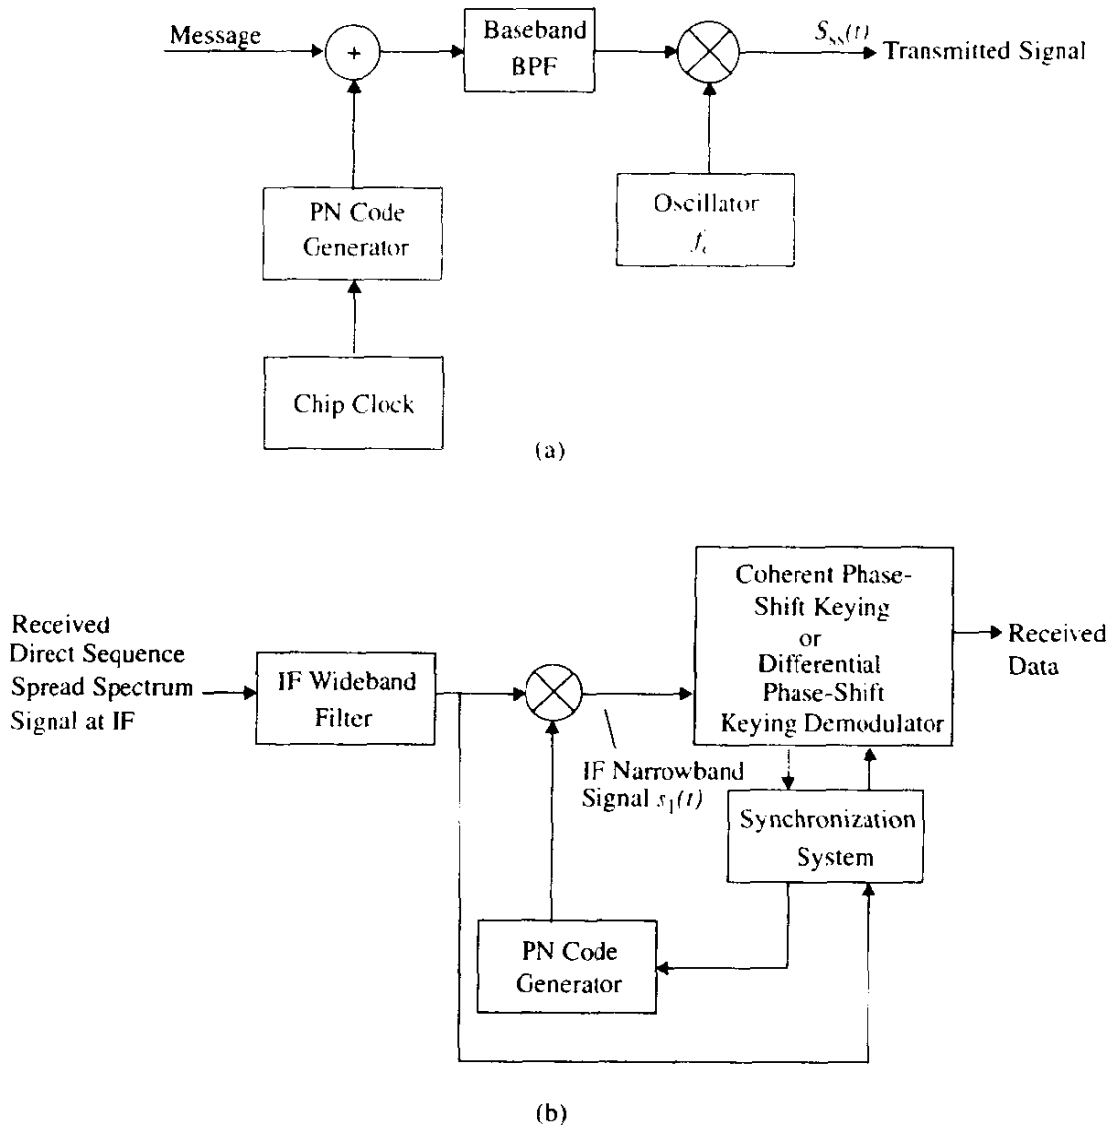 Message
+
Baseband
BPF
S_ss(t)
Transmitted Signal
PN Code
Generator
Oscillator
f_c
Chip Clock
(a)
Received
Direct Sequence
Spread Spectrum
Signal at IF
IF Wideband
Filter
IF Narrowband
Signal s_1(t)
Coherent Phase-
Shift Keying
or
Differential
Phase-Shift
Keying Demodulator
Received
Data
Synchronization
System
PN Code
Generator
(b)